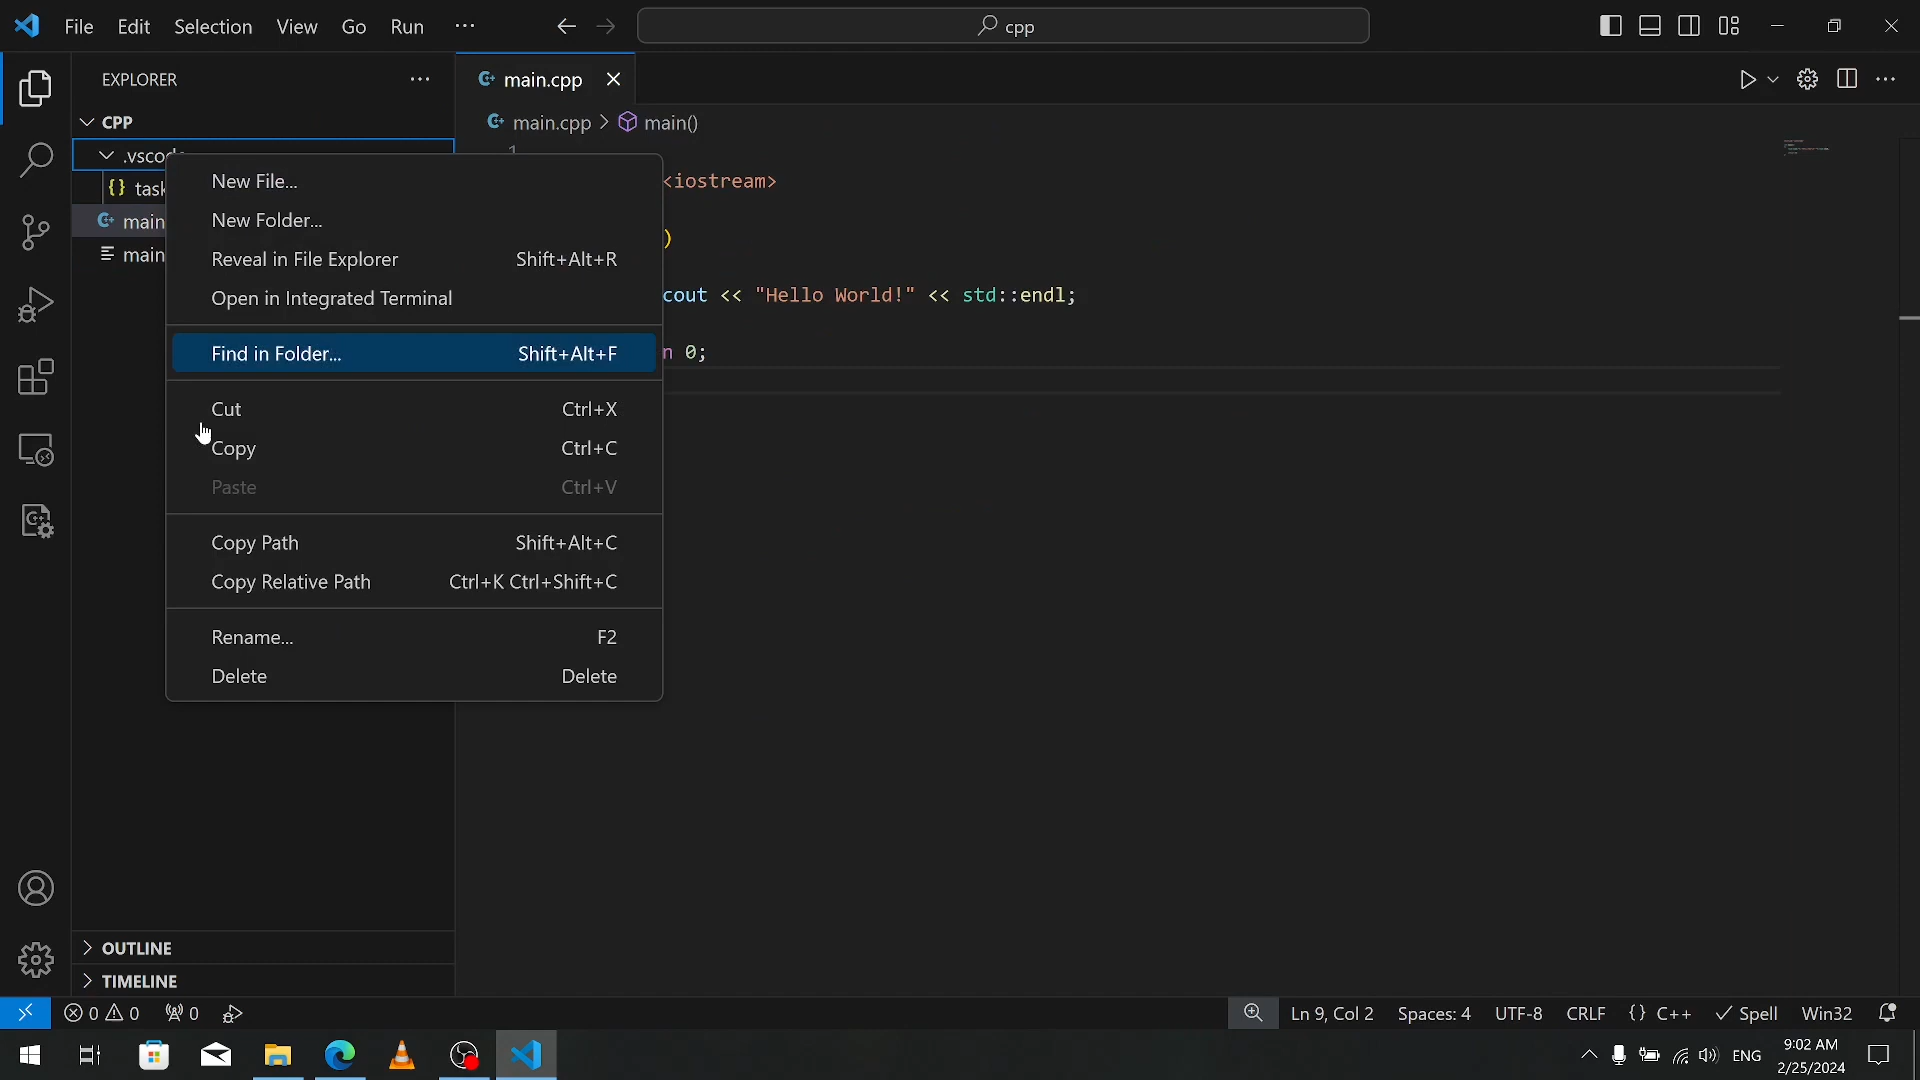 File Edit Selection View Go Run ···
cpp
EXPLORER ···
main.cpp
CPP
main.cpp > main()
.vscode
1
New File...
<iostream>
{} task
main
New Folder...
)
main
Reveal in File Explorer Shift+Alt+R
Open in Integrated Terminal
cout << "Hello World!" << std::endl;
Find in Folder... Shift+Alt+F
n 0;
Cut Ctrl+X
Copy Ctrl+C
Paste Ctrl+V
Copy Path Shift+Alt+C
Copy Relative Path Ctrl+K Ctrl+Shift+C
Rename... F2
Delete Delete
OUTLINE
TIMELINE
0 0 0 Ln 9, Col 2 Spaces: 4 UTF-8 CRLF {} C++ Spell Win32
ENG 9:02 AM
2/25/2024